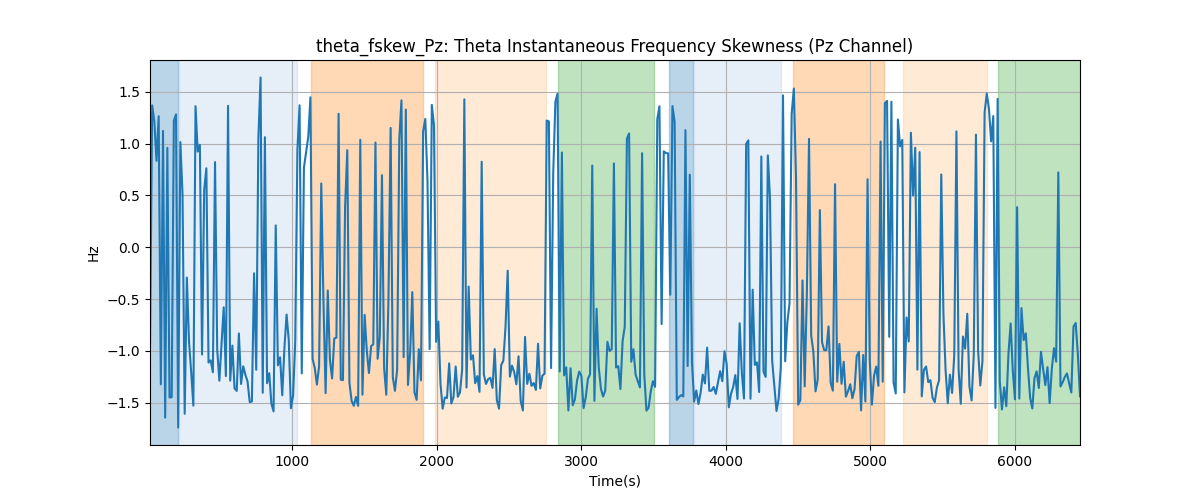 theta_fskew_Pz: Theta Instantaneous Frequency Skewness (Pz Channel)
1.5
1.0
0.5
0.0
−0.5
−1.0
−1.5
Hz
1000 2000 3000 4000 5000 6000
Time(s)